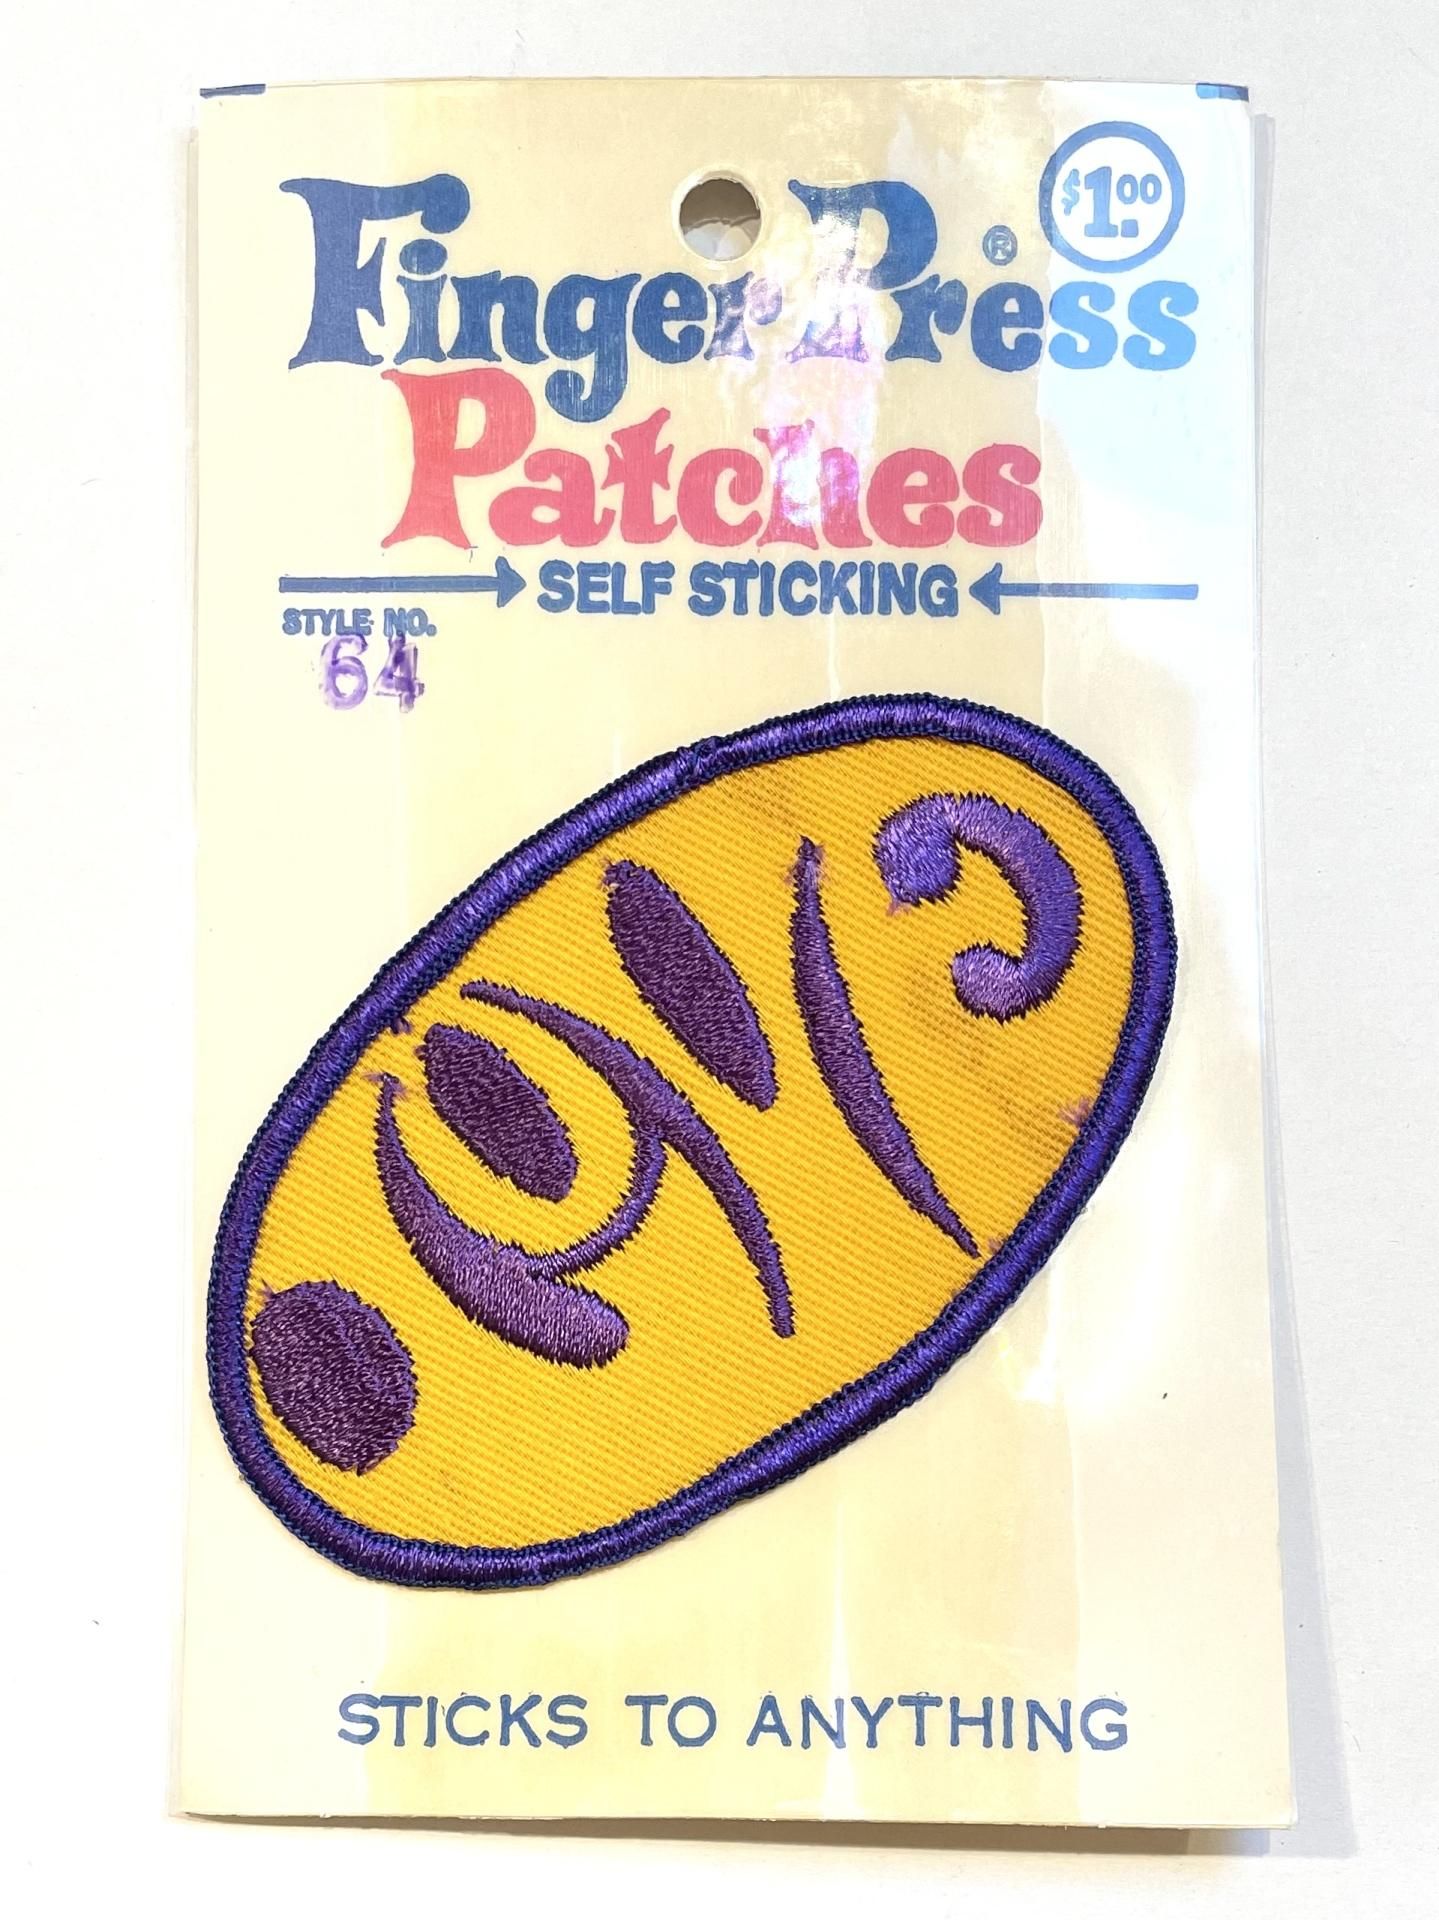 $1.00
Finger Press ®
Patches
SELF STICKING
STYLE NO.
64
STICKS TO ANYTHING